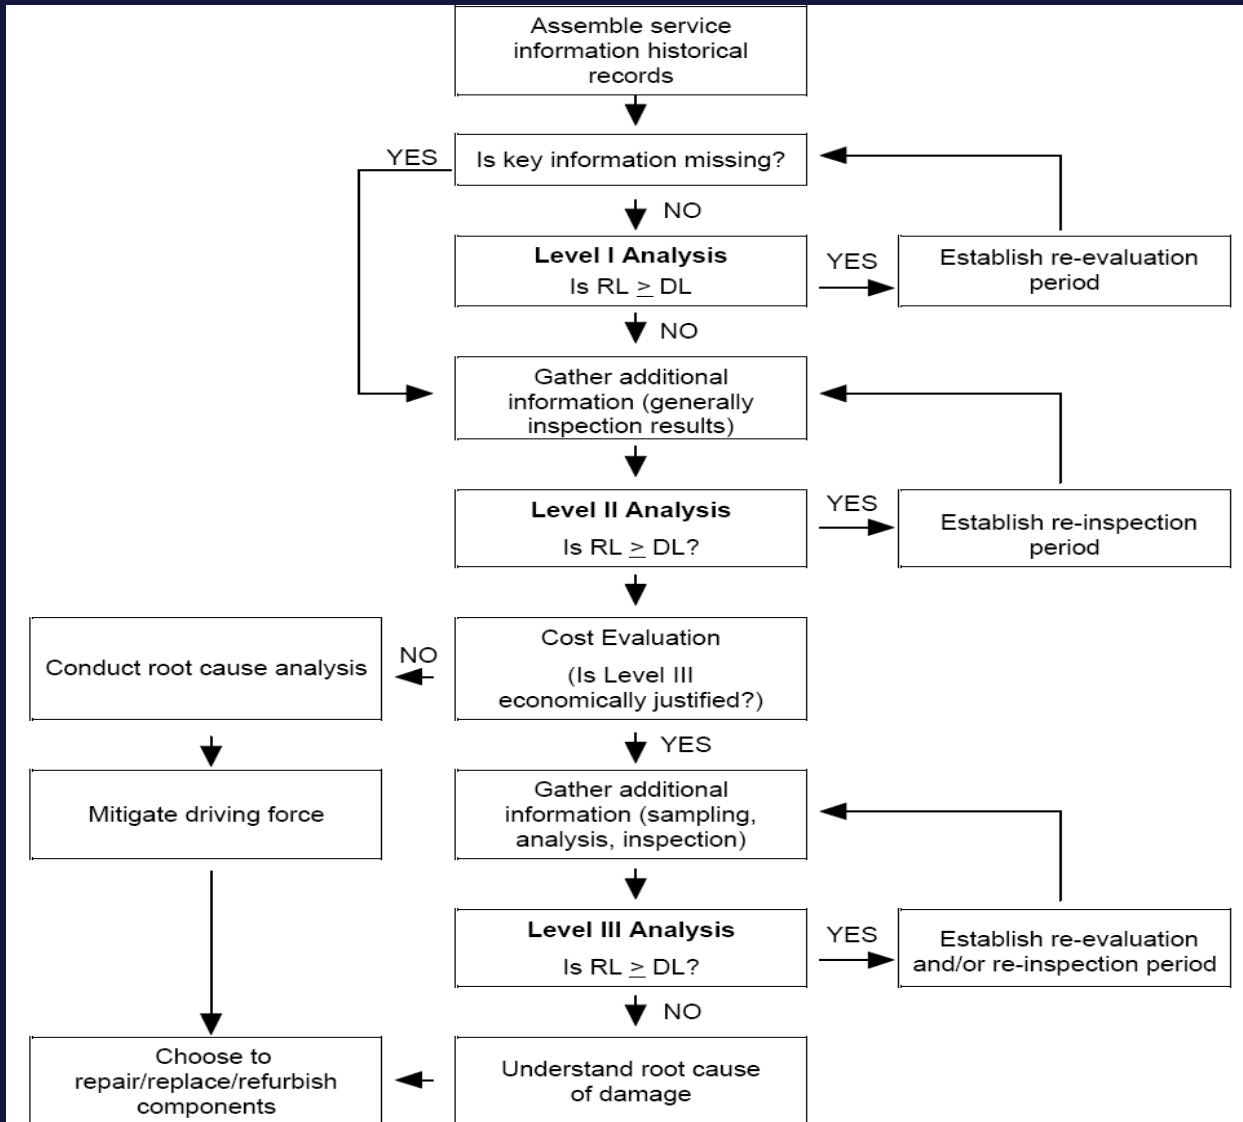 Assemble service
information historical
records
YES
Is key information missing?
NO
Level I Analysis
Is RL ≥ DL
YES
Establish re-evaluation
period
NO
Gather additional
information (generally
inspection results)
Level II Analysis
Is RL ≥ DL?
YES
Establish re-inspection
period
Conduct root cause analysis
NO
Cost Evaluation
(Is Level III
economically justified?)
YES
Mitigate driving force
Gather additional
information (sampling,
analysis, inspection)
Level III Analysis
Is RL ≥ DL?
YES
Establish re-evaluation
and/or re-inspection period
NO
Choose to
repair/replace/refurbish
components
Understand root cause
of damage